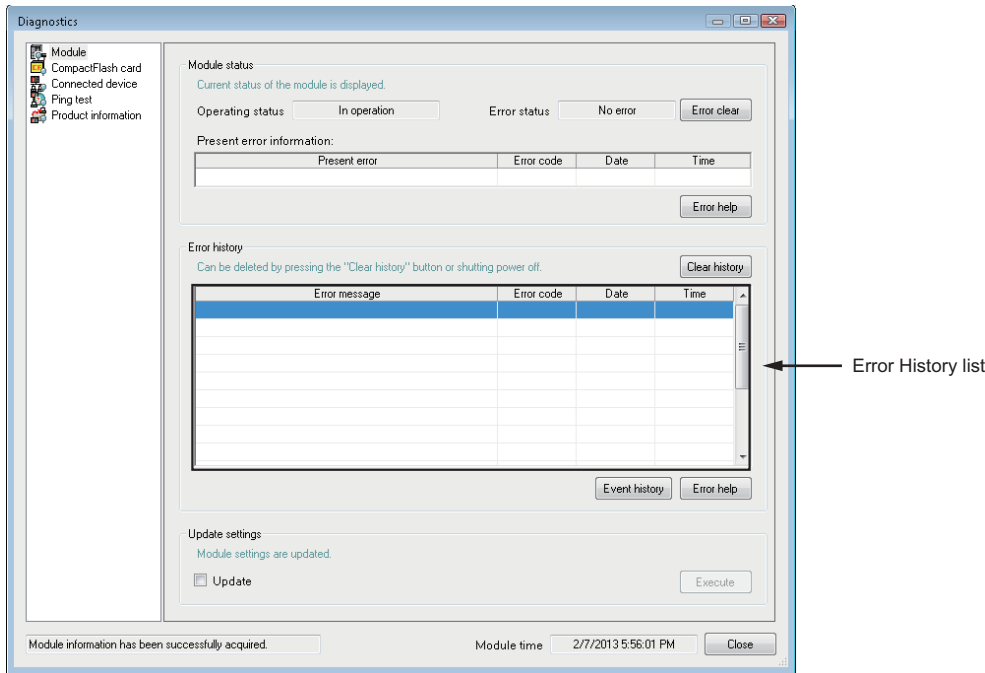 Diagnostics
Module
CompactFlash card
Connected device
Ping test
Product information
Module status
Current status of the module is displayed.
Operating status In operation Error status No error Error clear
Present error information:
Present error Error code Date Time
Error help
Error history
Can be deleted by pressing the "Clear history" button or shutting power off. Clear history
Error message Error code Date Time
Error History list
Event history Error help
Update settings
Module settings are updated.
Update Execute
Module information has been successfully acquired. Module time 2/7/2013 5:56:01 PM Close